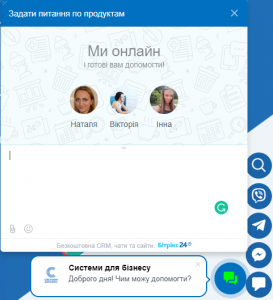 Задати питання по продуктам
Ми онлайн
і готові вам допомогти!
Наталя Вікторія Інна
Безкоштовна CRM, чати та сайти. Бітрікс24
Системи для бізнесу
Доброго дня! Чим можу допомогти?